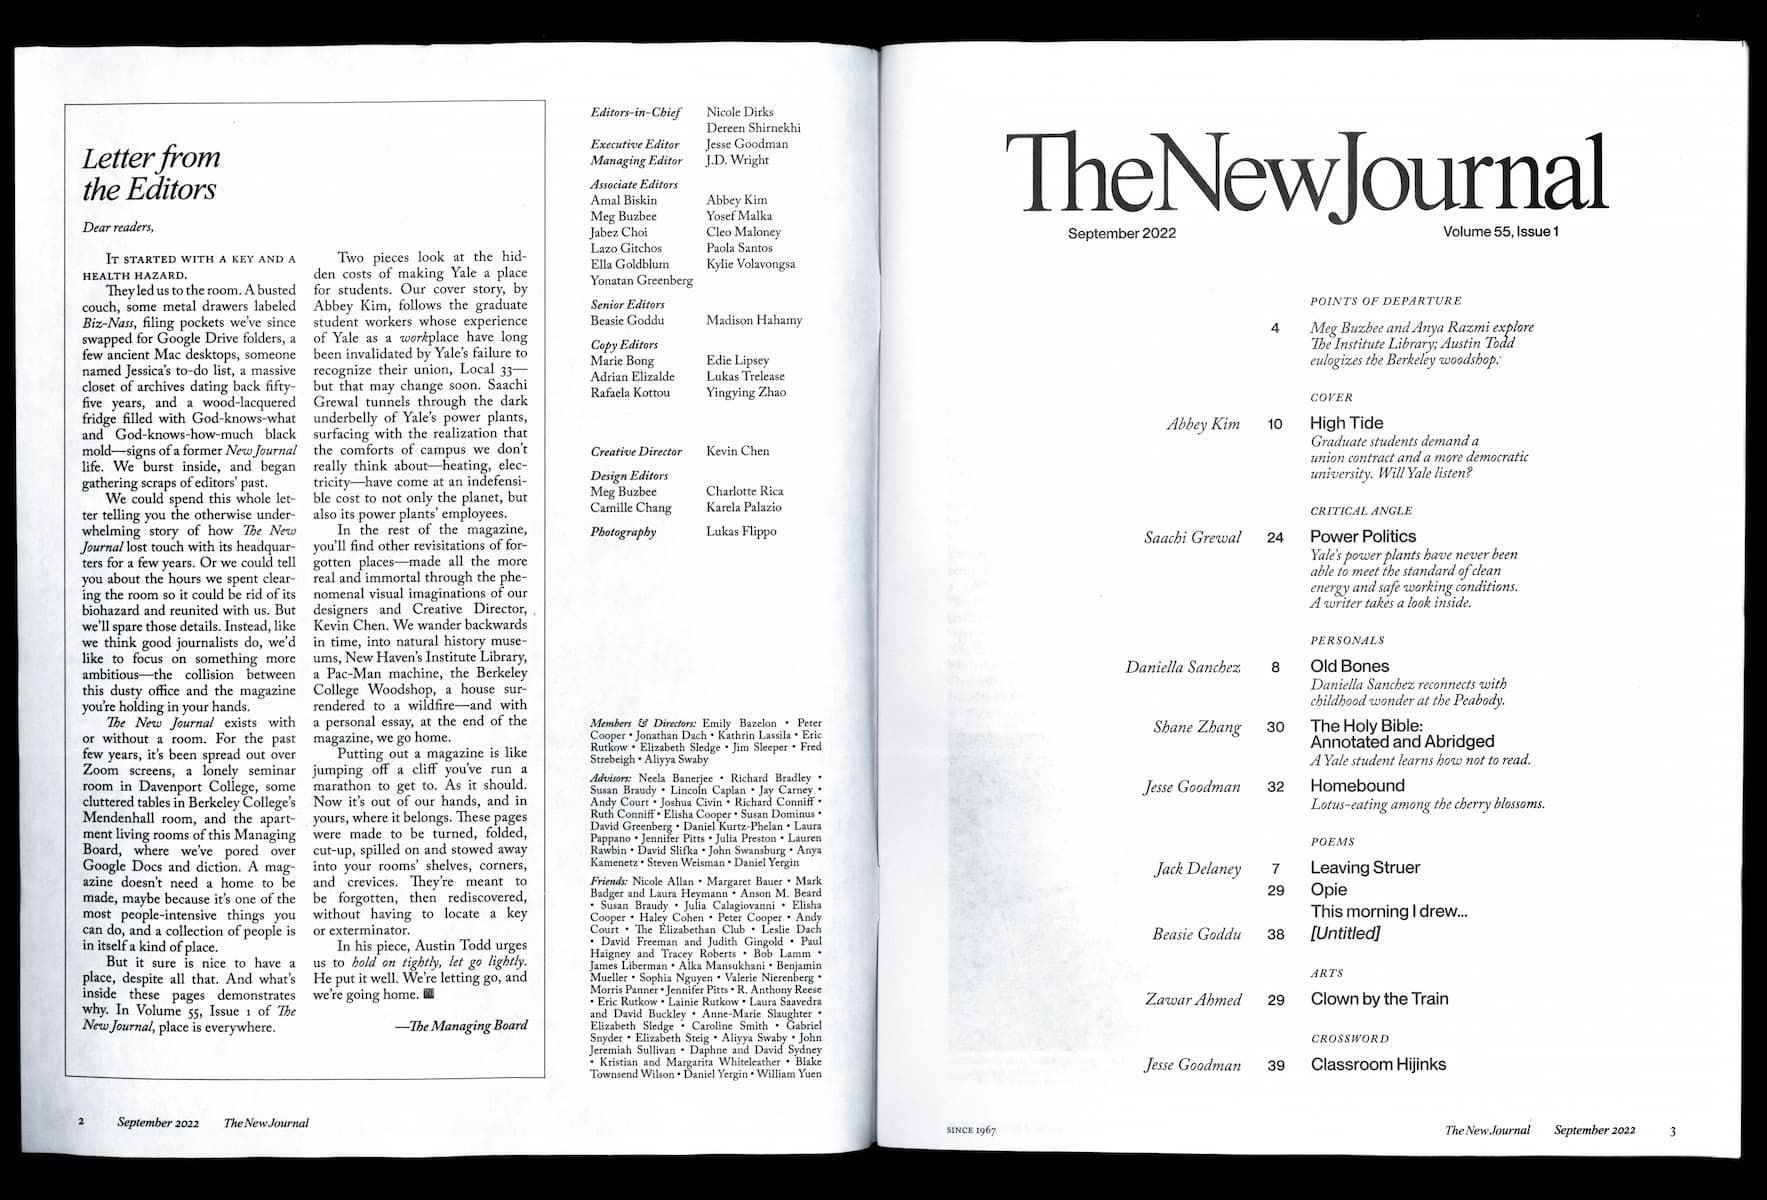 Letter from
the Editors
Dear readers,
IT STARTED WITH A KEY AND A
HEALTH HAZARD.
They led us to the room. A busted
couch, some metal drawers labeled
Biz-Nass, filing pockets we've since
swapped for Google Drive folders, a
few ancient Mac desktops, someone
named Jessica's to-do list, a massive
closet of archives dating back fifty-
five years, and a wood-lacquered
fridge filled with God-knows-what
and God-knows-how-much black
mold—signs of a former New Journal
life. We burst inside, and began
gathering scraps of editors' past.
We could spend this whole let-
ter telling you the otherwise under-
whelming story of how The New
Journal lost touch with its headquar-
ters for a few years. Or we could tell
you about the hours we spent clear-
ing the room so it could be rid of its
biohazard and reunited with us. But
we'll spare those details. Instead, like
we think good journalists do, we'd
like to focus on something more
ambitious—the collision between
this dusty office and the magazine
you're holding in your hands.
The New Journal exists with
or without a room. For the past
few years, it's been spread out over
Zoom screens, a lonely seminar
room in Davenport College, some
cluttered tables in Berkeley College's
Mendenhall room, and the apart-
ment living rooms of this Managing
Board, where we've pored over
Google Docs and diction. A mag-
azine doesn't need a home to be
made, maybe because it's one of the
most people-intensive things you
can do, and a collection of people is
in itself a kind of place.
But it sure is nice to have a
place, despite all that. And what's
inside these pages demonstrates
why. In Volume 55, Issue 1 of The
New Journal, place is everywhere.
Two pieces look at the hid-
den costs of making Yale a place
for students. Our cover story, by
Abbey Kim, follows the graduate
student workers whose experience
of Yale as a workplace have long
been invalidated by Yale's failure to
recognize their union, Local 33—
but that may change soon. Saachi
Grewal tunnels through the dark
underbelly of Yale's power plants,
surfacing with the realization that
the comforts of campus we don't
really think about—heating, elec-
tricity—have come at an indefensi-
ble cost to not only the planet, but
also its power plants' employees.
In the rest of the magazine,
you'll find other revisitations of for-
gotten places—made all the more
real and immortal through the phe-
nomenal visual imaginations of our
designers and Creative Director,
Kevin Chen. We wander backwards
in time, into natural history muse-
ums, New Haven's Institute Library,
a Pac-Man machine, the Berkeley
College Woodshop, a house sur-
rendered to a wildfire—and with
a personal essay, at the end of the
magazine, we go home.
Putting out a magazine is like
jumping off a cliff you've run a
marathon to get to. As it should.
Now it's out of our hands, and in
yours, where it belongs. These pages
were made to be turned, folded,
cut-up, spilled on and stowed away
into your rooms' shelves, corners,
and crevices. They're meant to
be forgotten, then rediscovered,
without having to locate a key
or exterminator.
In his piece, Austin Todd urges
us to hold on tightly, let go lightly.
He put it well. We're letting go, and
we're going home.
—The Managing Board
2 September 2022 The New Journal
Editors-in-Chief Nicole Dirks
Dereen Shirnekhi
Executive Editor Jesse Goodman
Managing Editor J.D. Wright
Associate Editors
Amal Biskin Abbey Kim
Meg Buzbee Yosef Malka
Jabez Choi Cleo Maloney
Lazo Gitchos Paola Santos
Ella Goldblum Kylie Volavongsa
Yonatan Greenberg
Senior Editors
Beasie Goddu Madison Hahamy
Copy Editors
Marie Bong Edie Lipsey
Adrian Elizalde Lukas Trelease
Rafaela Kottou Yingying Zhao
Creative Director Kevin Chen
Design Editors
Meg Buzbee Charlotte Rica
Camille Chang Karela Palazio
Photography Lukas Flippo
Members & Directors: Emily Bazelon • Peter
Cooper • Jonathan Dach • Kathrin Lassila • Eric
Rutkow • Elizabeth Sledge • Jim Sleeper • Fred
Strebeigh • Aliyya Swaby
Advisors: Neela Banerjee • Richard Bradley •
Susan Braudy • Lincoln Caplan • Jay Carney •
Andy Court • Joshua Civin • Richard Conniff •
Ruth Conniff • Elisha Cooper • Susan Dominus •
David Greenberg • Daniel Kurtz-Phelan • Laura
Pappano • Jennifer Pitts • Julia Preston • Lauren
Rawbin • David Slifka • John Swansburg • Anya
Kamenetz • Steven Weisman • Daniel Yergin
Friends: Nicole Allan • Margaret Bauer • Mark
Badger and Laura Heymann • Anson M. Beard
• Susan Braudy • Julia Calagiovanni • Elisha
Cooper • Haley Cohen • Peter Cooper • Andy
Court • The Elizabethan Club • Leslie Dach
• David Freeman and Judith Gingold • Paul
Haigney and Tracey Roberts • Bob Lamm •
James Liberman • Alka Mansukhani • Benjamin
Mueller • Sophia Nguyen • Valerie Nierenberg •
Morris Panner • Jennifer Pitts • R. Anthony Reese
• Eric Rutkow • Lainie Rutkow • Laura Saavedra
and David Buckley • Anne-Marie Slaughter •
Elizabeth Sledge • Caroline Smith • Gabriel
Snyder • Elizabeth Steig • Aliyya Swaby • John
Jeremiah Sullivan • Daphne and David Sydney
• Kristian and Margarita Whiteleather • Blake
Townsend Wilson • Daniel Yergin • William Yuen
TheNewJournal
September 2022 Volume 55, Issue 1
POINTS OF DEPARTURE
4 Meg Buzbee and Anya Razmi explore
The Institute Library; Austin Todd
eulogizes the Berkeley woodshop.
COVER
Abbey Kim 10 High Tide
Graduate students demand a
union contract and a more democratic
university. Will Yale listen?
CRITICAL ANGLE
Saachi Grewal 24 Power Politics
Yale's power plants have never been
able to meet the standard of clean
energy and safe working conditions.
A writer takes a look inside.
PERSONALS
Daniella Sanchez 8 Old Bones
Daniella Sanchez reconnects with
childhood wonder at the Peabody.
Shane Zhang 30 The Holy Bible:
Annotated and Abridged
A Yale student learns how not to read.
Jesse Goodman 32 Homebound
Lotus-eating among the cherry blossoms.
POEMS
Jack Delaney 7 Leaving Struer
29 Opie
This morning I drew...
Beasie Goddu 38 [Untitled]
ARTS
Zawar Ahmed 29 Clown by the Train
CROSSWORD
Jesse Goodman 39 Classroom Hijinks
SINCE 1967
The New Journal September 2022 3